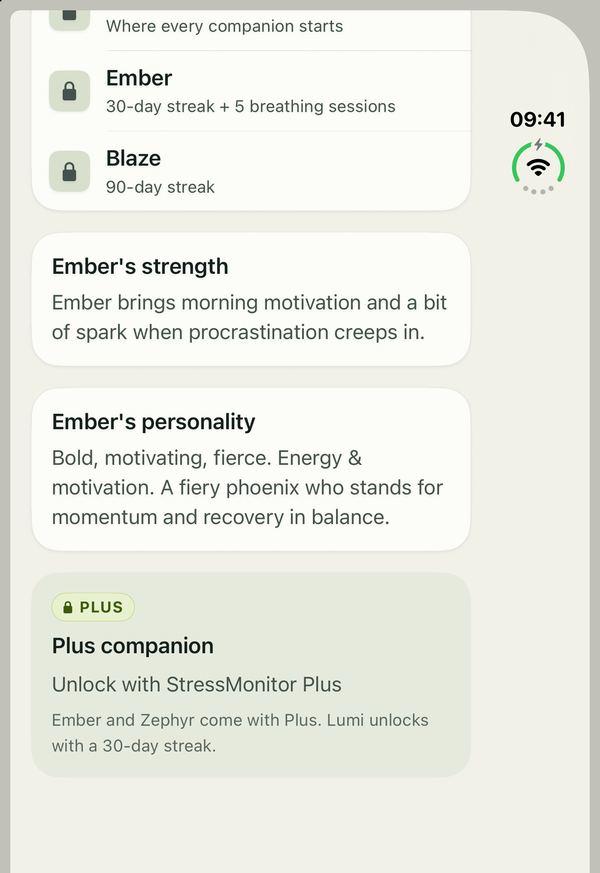 Where every companion starts
Ember
30-day streak + 5 breathing sessions
Blaze
90-day streak
09:41
Ember's strength
Ember brings morning motivation and a bit
of spark when procrastination creeps in.
Ember's personality
Bold, motivating, fierce. Energy &
motivation. A fiery phoenix who stands for
momentum and recovery in balance.
PLUS
Plus companion
Unlock with StressMonitor Plus
Ember and Zephyr come with Plus. Lumi unlocks
with a 30-day streak.